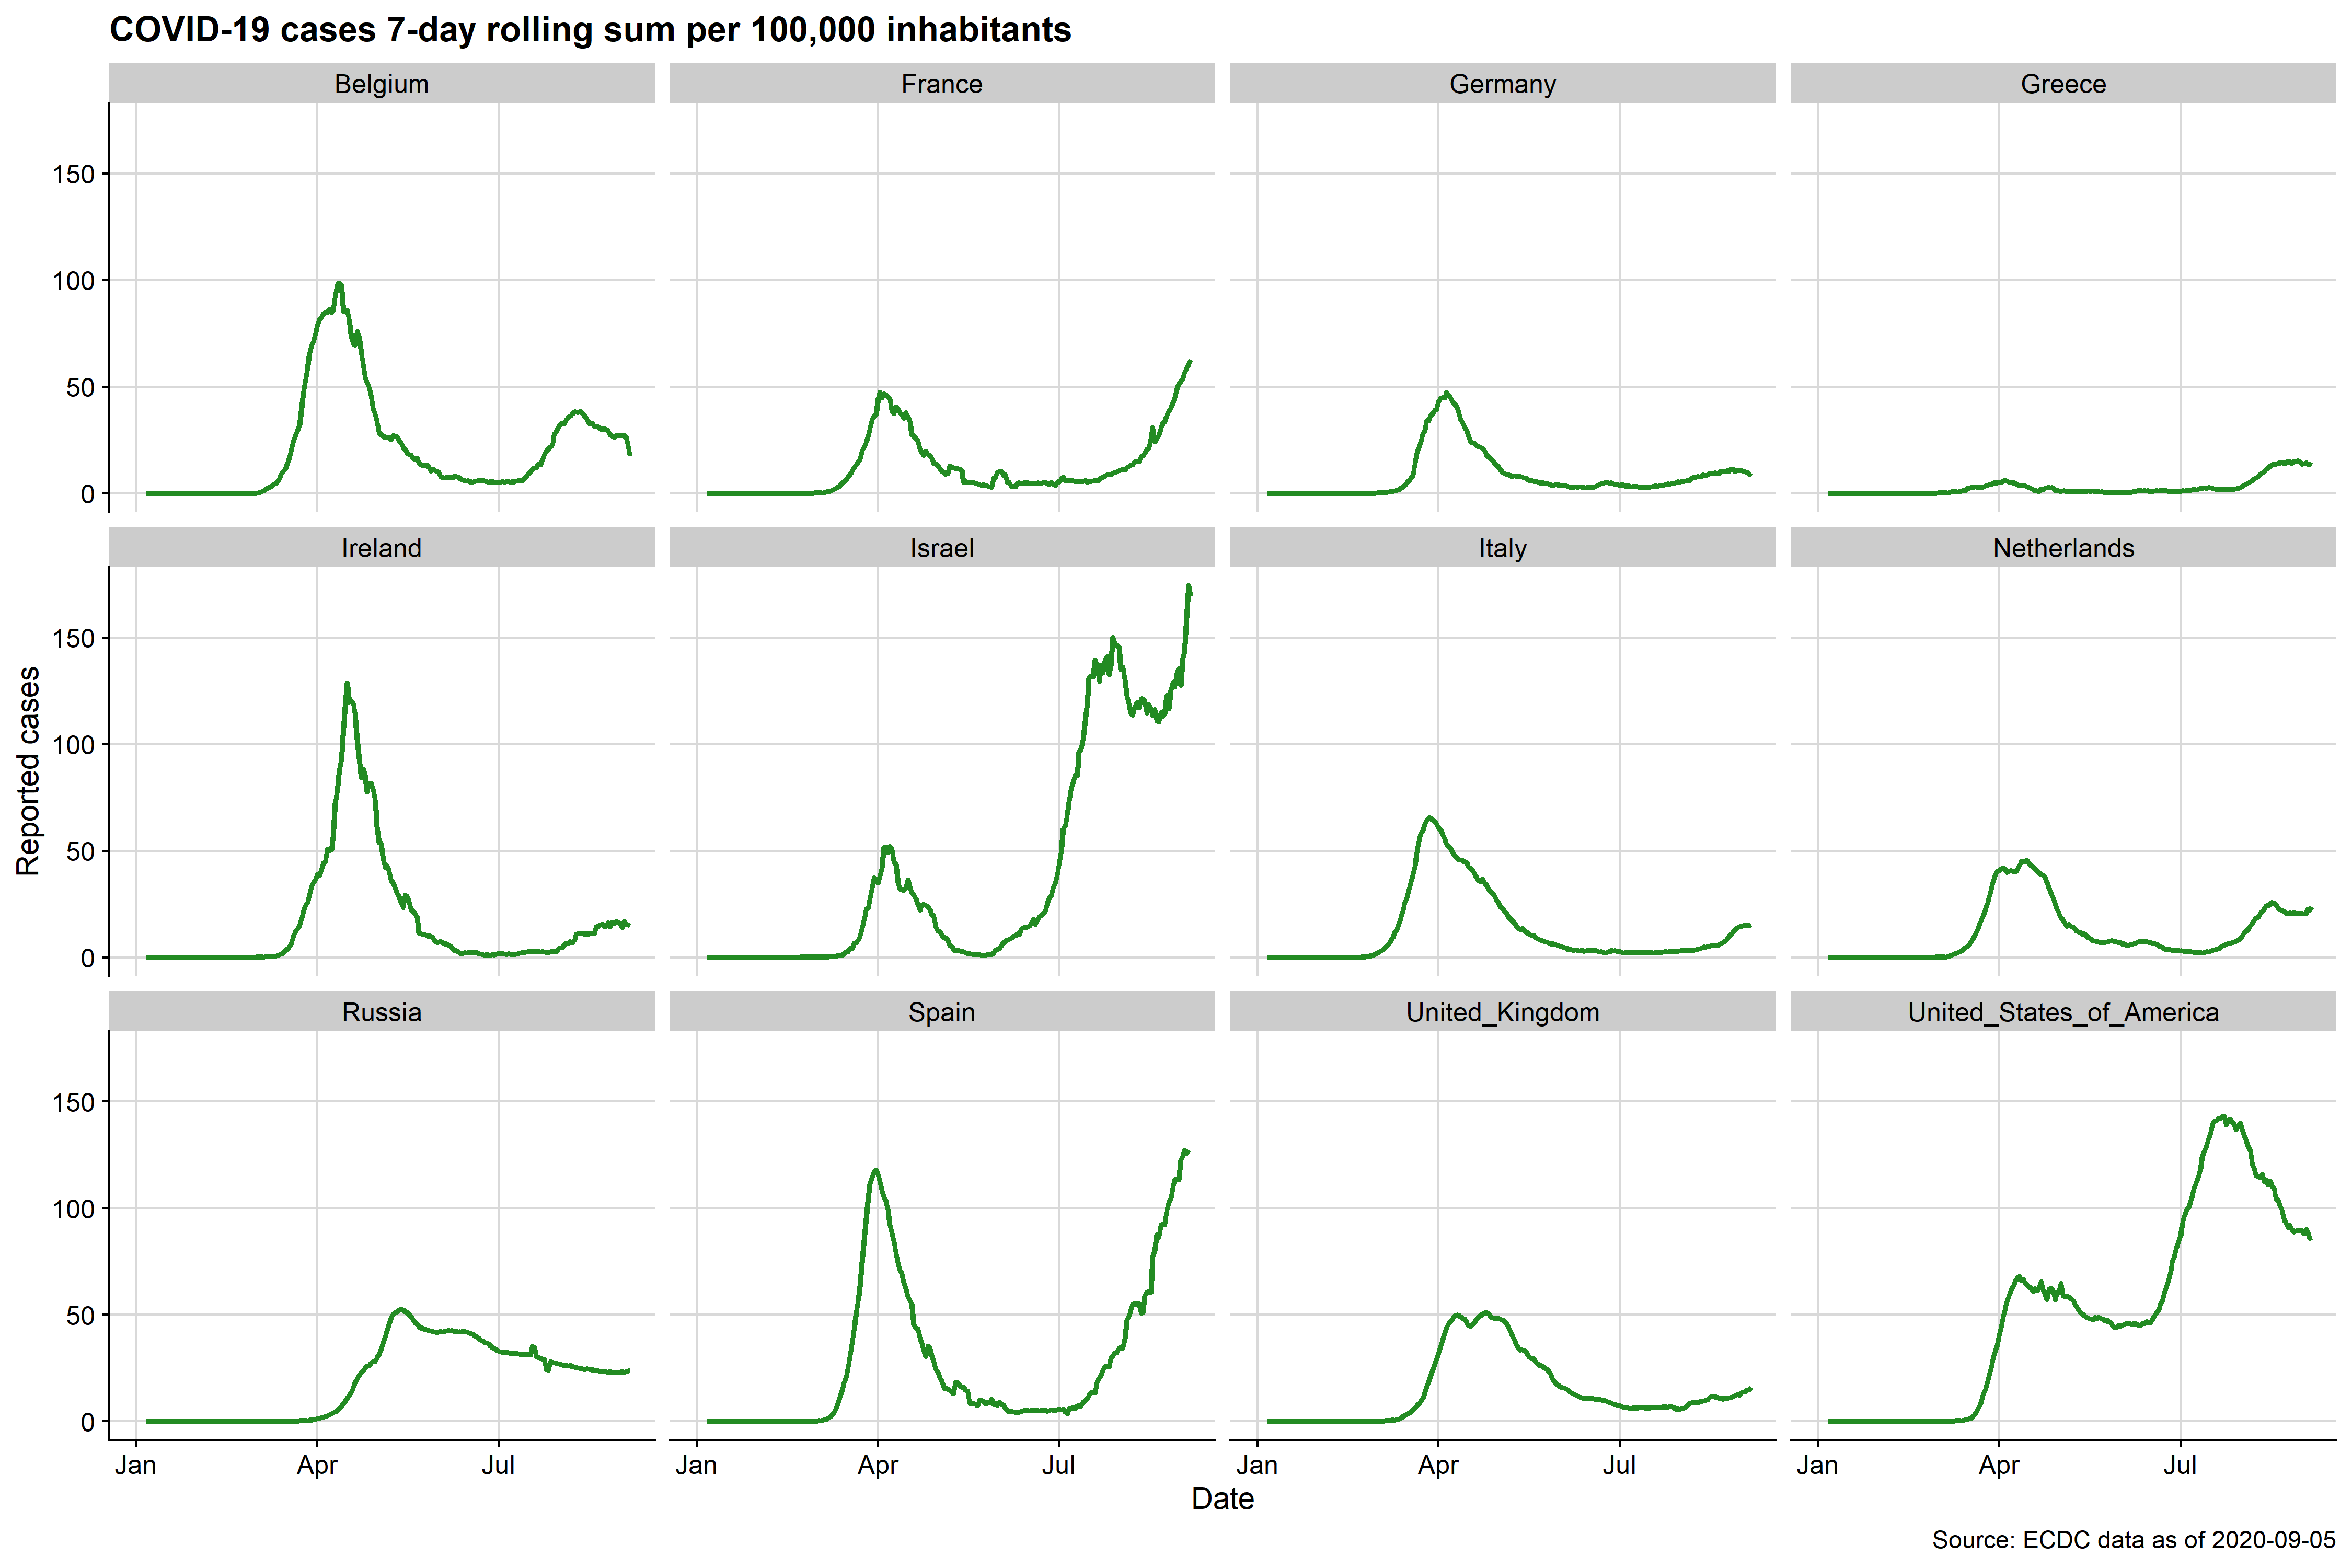 COVID-19 cases 7-day rolling sum per 100,000 inhabitants
Belgium
France
Germany
Greece
150
100
50
0
Ireland
Israel
Italy
Netherlands
150
100
50
0
Reported cases
Russia
Spain
United_Kingdom
United_States_of_America
150
100
50
0
Jan Apr Jul
Jan Apr Jul
Jan Apr Jul
Jan Apr Jul
Date
Source: ECDC data as of 2020-09-05